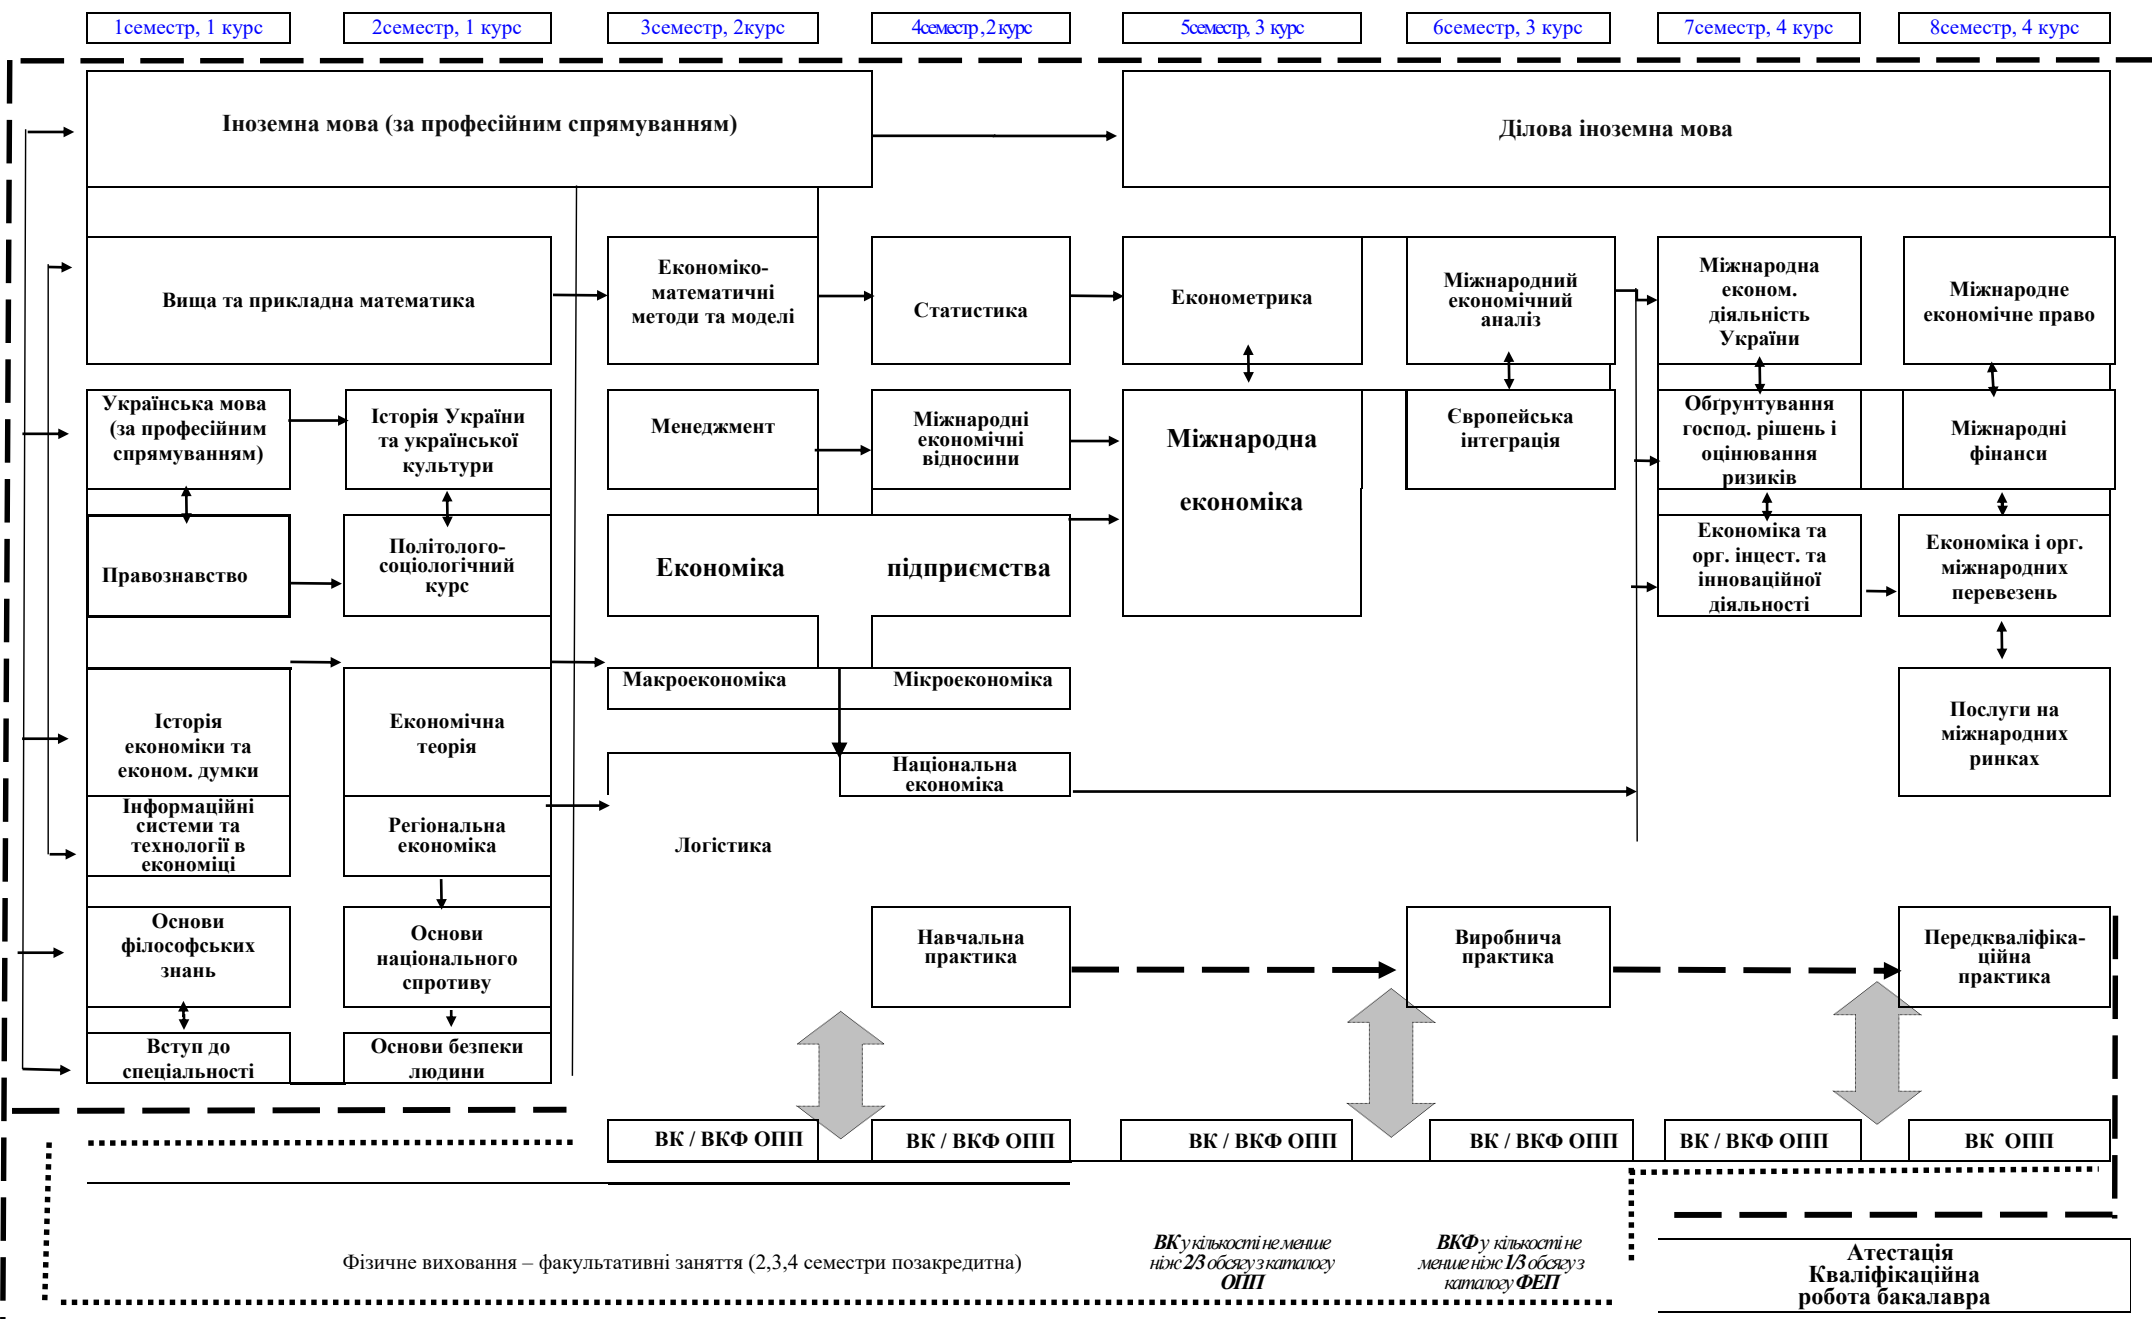 1семестр, 1 курс
2семестр, 1 курс
3семестр, 2курс
4семестр,2 курс
5семестр, 3 курс
6семестр, 3 курс
7семестр, 4 курс
8семестр, 4 курс
Іноземна мова (за професійним спрямуванням)
Ділова іноземна мова
Вища та прикладна математика
Економіко-
математичні
методи та моделі
Статистика
Економетрика
Міжнародний
економічний
аналіз
Міжнародна
економ.
діяльність
України
Міжнародне
економічне право
Українська мова
(за професійним
спрямуванням)
Історія України
та української
культури
Менеджмент
Міжнародні
економічні
відносини
Міжнародна
економіка
Європейська
інтеграція
Обґрунтування
господ. рішень і
оцінювання
ризиків
Міжнародні
фінанси
Правознавство
Політолого-
соціологічний
курс
Економіка підприємства
Економіка та
орг. інцест. та
інноваційної
діяльності
Економіка і орг.
міжнародних
перевезень
Історія
економіки та
економ. думки
Економічна
теорія
Макроекономіка
Мікроекономіка
Національна
економіка
Послуги на
міжнародних
ринках
Інформаційні
системи та
технології в
економіці
Регіональна
економіка
Логістика
Основи
філософських
знань
Основи
національного
спротиву
Навчальна
практика
Виробнича
практика
Передкваліфіка-
ційна
практика
Вступ до
спеціальності
Основи безпеки
людини
ВК / ВКФ ОПП
ВК / ВКФ ОПП
ВК / ВКФ ОПП
ВК / ВКФ ОПП
ВК / ВКФ ОПП
ВК ОПП
Фізичне виховання – факультативні заняття (2,3,4 семестри позакредитна)
ВК у кількості не менше
ніж 2/3 обсягу з каталогу
ОПП
ВКФ у кількості не
менше ніж 1/3 обсягу з
каталогу ФЕП
Атестація
Кваліфікаційна
робота бакалавра